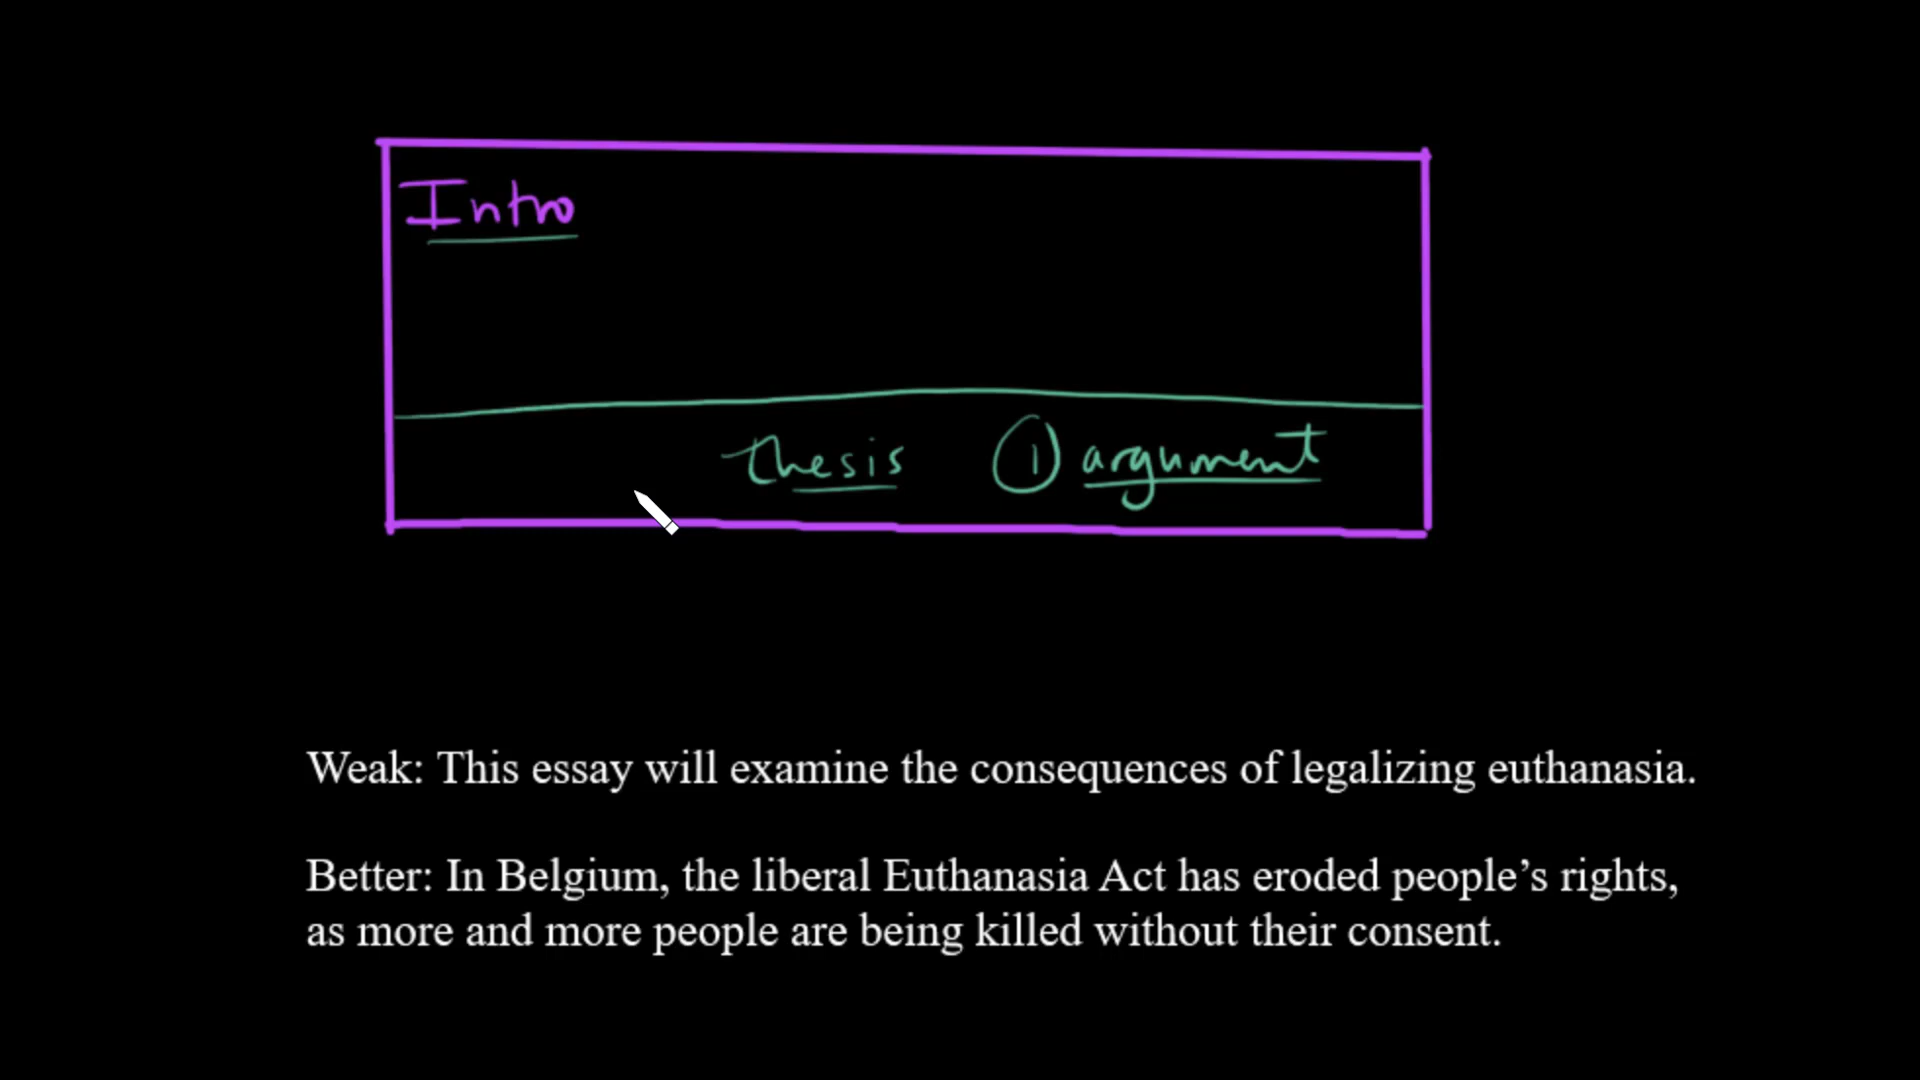 Intro
thesis ① argument
Weak: This essay will examine the consequences of legalizing euthanasia.
Better: In Belgium, the liberal Euthanasia Act has eroded people’s rights,
as more and more people are being killed without their consent.